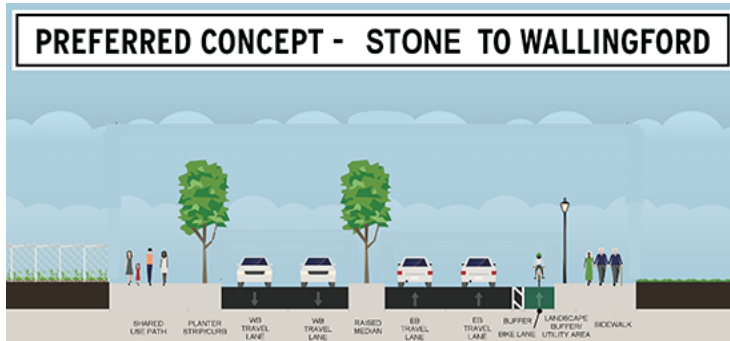 PREFERRED CONCEPT - STONE TO WALLINGFORD
SHARED
USE PATH
PLANTER
STRIP/CURB
WB
TRAVEL
LANE
WB
TRAVEL
LANE
RAISED
MEDIAN
EB
TRAVEL
LANE
EB
TRAVEL
LANE
BUFFER
BIKE LANE
LANDSCAPE
BUFFER/
UTILITY AREA
SIDEWALK